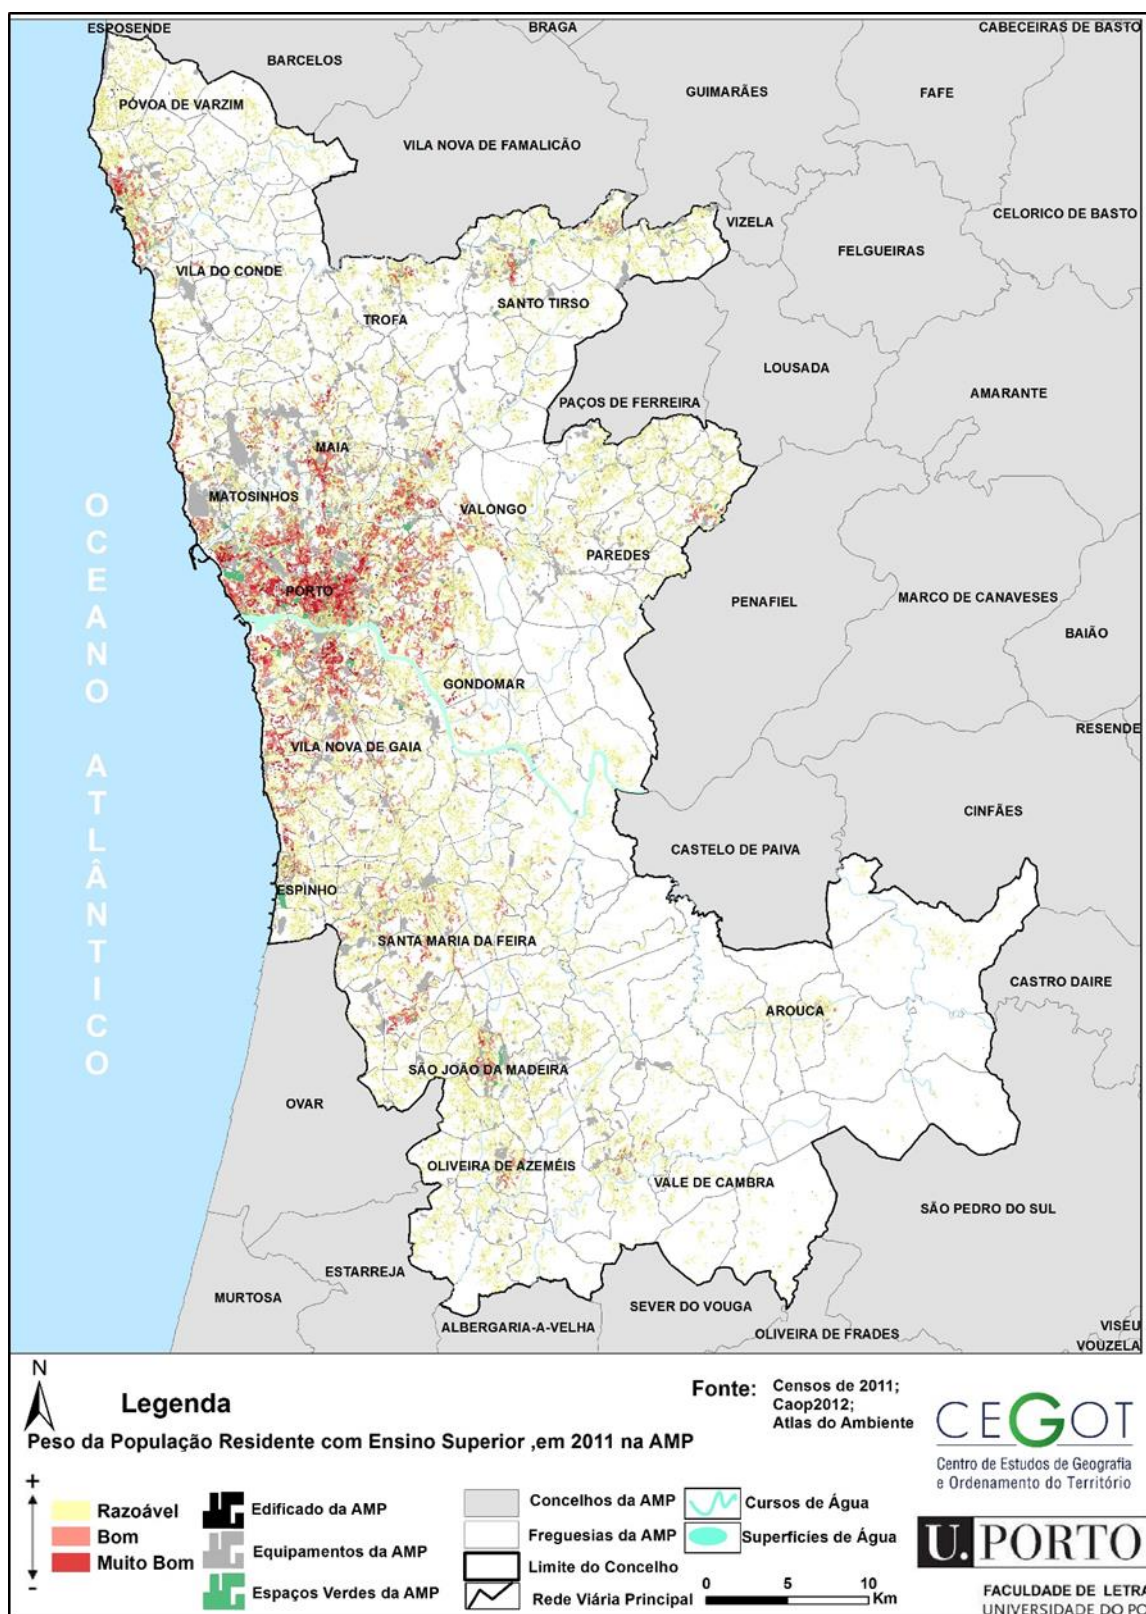 ESPOSENDE
BRAGA
CABECEIRAS DE BASTO
BARCELOS
GUIMARÃES
FAFE
PÓVOA DE VARZIM
VILA NOVA DE FAMALICÃO
VIZELA
CELORICO DE BASTO
FELGUEIRAS
VILA DO CONDE
SANTO TIRSO
TROFA
LOUSADA
AMARANTE
PAÇOS DE FERREIRA
MAIA
MATOSINHOS
VALONGO
PAREDES
PORTO
PENAFIEL
MARCO DE CANAVESES
BAIÃO
OCEANO ATLÂNTICO
GONDOMAR
RESENDE
VILA NOVA DE GAIA
CINFÃES
CASTELO DE PAIVA
ESPINHO
SANTA MARIA DA FEIRA
CASTRO DAIRE
AROUCA
SÃO JOÃO DA MADEIRA
OVAR
OLIVEIRA DE AZEMÉIS
VALE DE CAMBRA
SÃO PEDRO DO SUL
ESTARREJA
MURTOSA
SEVER DO VOUGA
ALBERGARIA-A-VELHA
OLIVEIRA DE FRADES
VISEU
VOUZELA
N
Legenda
Fonte: Censos de 2011;
Caop2012;
Atlas do Ambiente
Peso da População Residente com Ensino Superior ,em 2011 na AMP
CEGOT
Centro de Estudos de Geografia
e Ordenamento do Território
+
-
Razoável
Bom
Muito Bom
Edificado da AMP
Equipamentos da AMP
Espaços Verdes da AMP
Concelhos da AMP
Freguesias da AMP
Limite do Concelho
Rede Viária Principal
Cursos de Água
Superfícies de Água
0 5 10
Km
U.PORTO
FACULDADE DE LETRA
UNIVERSIDADE DO PO